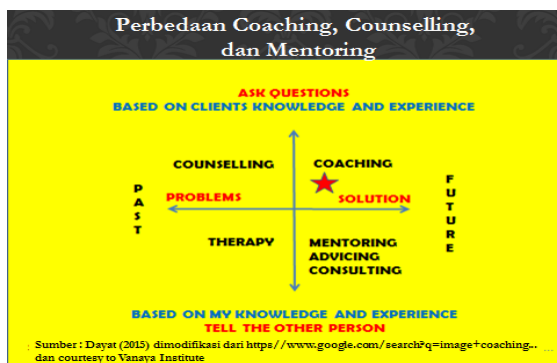 Perbedaan Coaching, Counselling,
dan Mentoring
ASK QUESTIONS
BASED ON CLIENTS KNOWLEDGE AND EXPERIENCE
COUNSELLING
COACHING
PAST
PROBLEMS
SOLUTION
FUTURE
THERAPY
MENTORING
ADVICING
CONSULTING
BASED ON MY KNOWLEDGE AND EXPERIENCE
TELL THE OTHER PERSON
: Sumber : Dayat (2015) dimodifikasi dari https//www.google.com/search?q=image+coaching... ...
dan courtesy to Vanaya Institute